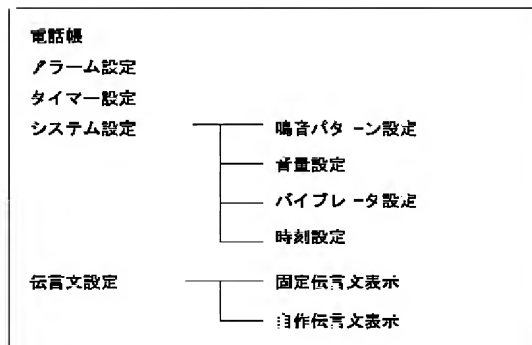 電話帳
アラーム設定
タイマー設定
システム設定 鳴音パターン設定
音量設定
バイブレータ設定
時刻設定
伝言文設定 固定伝言文表示
自作伝言文表示